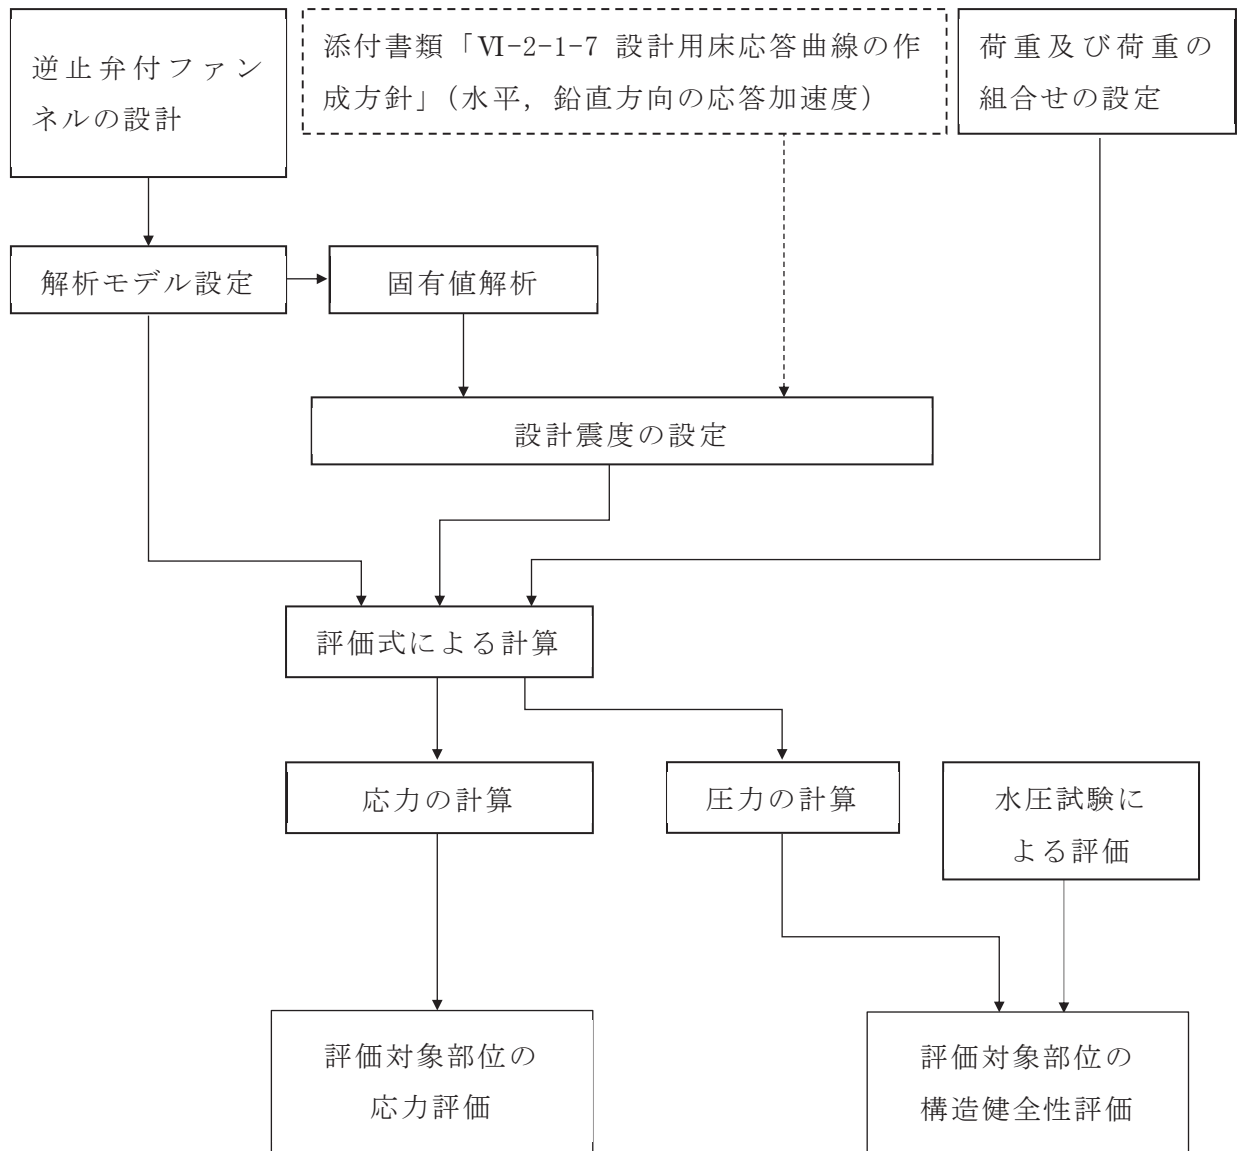 逆止弁付ファン
ネルの設計
添付書類「Ⅵ-2-1-7 設計用床応答曲線の作
成方針」(水平,鉛直方向の応答加速度)
荷重及び荷重の
組合せの設定
解析モデル設定
固有値解析
設計震度の設定
評価式による計算
応力の計算
圧力の計算
水圧試験に
よる評価
評価対象部位の
応力評価
評価対象部位の
構造健全性評価